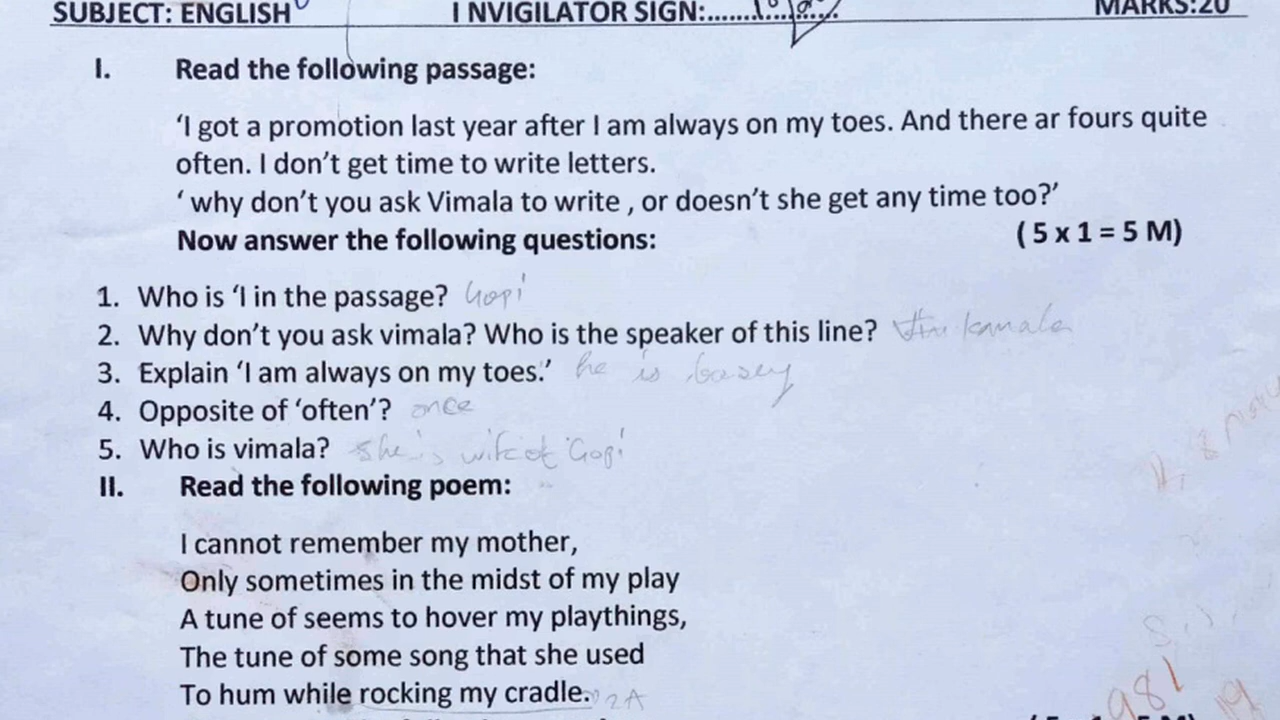 SUBJECT: ENGLISH I NVIGILATOR SIGN:.................. MARKS:20
I. Read the following passage:
‘I got a promotion last year after I am always on my toes. And there ar fours quite
often. I don’t get time to write letters.
‘ why don’t you ask Vimala to write , or doesn’t she get any time too?’
Now answer the following questions: ( 5 x 1 = 5 M)
1. Who is ‘I in the passage? Gopi
2. Why don’t you ask vimala? Who is the speaker of this line? kamala
3. Explain ‘I am always on my toes.’ he is basey
4. Opposite of ‘often’? once
5. Who is vimala? she is wife of Gopi
II. Read the following poem:
I cannot remember my mother,
Only sometimes in the midst of my play
A tune of seems to hover my playthings,
The tune of some song that she used
To hum while rocking my cradle. 2A
981 19